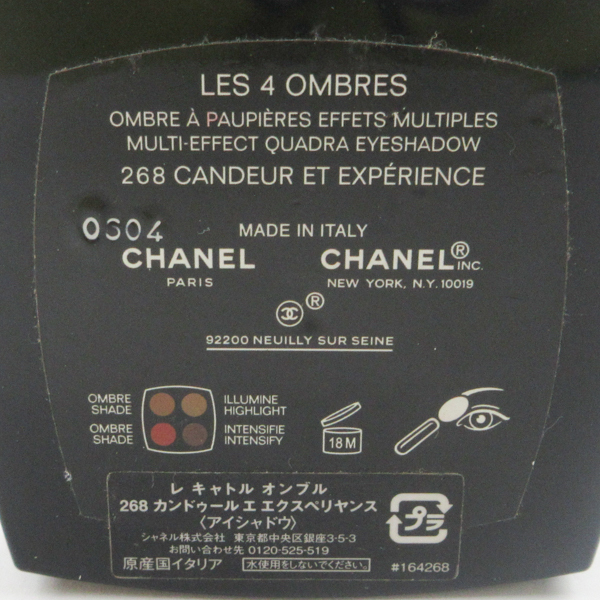 LES 4 OMBRES
OMBRE À PAUPIÈRES EFFETS MULTIPLES
MULTI-EFFECT QUADRA EYESHADOW
268 CANDEUR ET EXPÉRIENCE
MADE IN ITALY
CHANEL CHANEL® INC.
PARIS NEW YORK, N.Y. 10019
®
92200 NEUILLY SUR SEINE
OMBRE SHADE ILLUMINE HIGHLIGHT
OMBRE SHADE INTENSIFIE INTENSIFY
18 M
レ キャトル オンブル
268 カンドゥール エ エクスペリヤンス
〈アイシャドウ〉
シャネル株式会社 東京都中央区銀座3-5-3
お問い合わせ先 0120-525-519
原産国イタリア 水使用をしないでください。
プラ
#164268